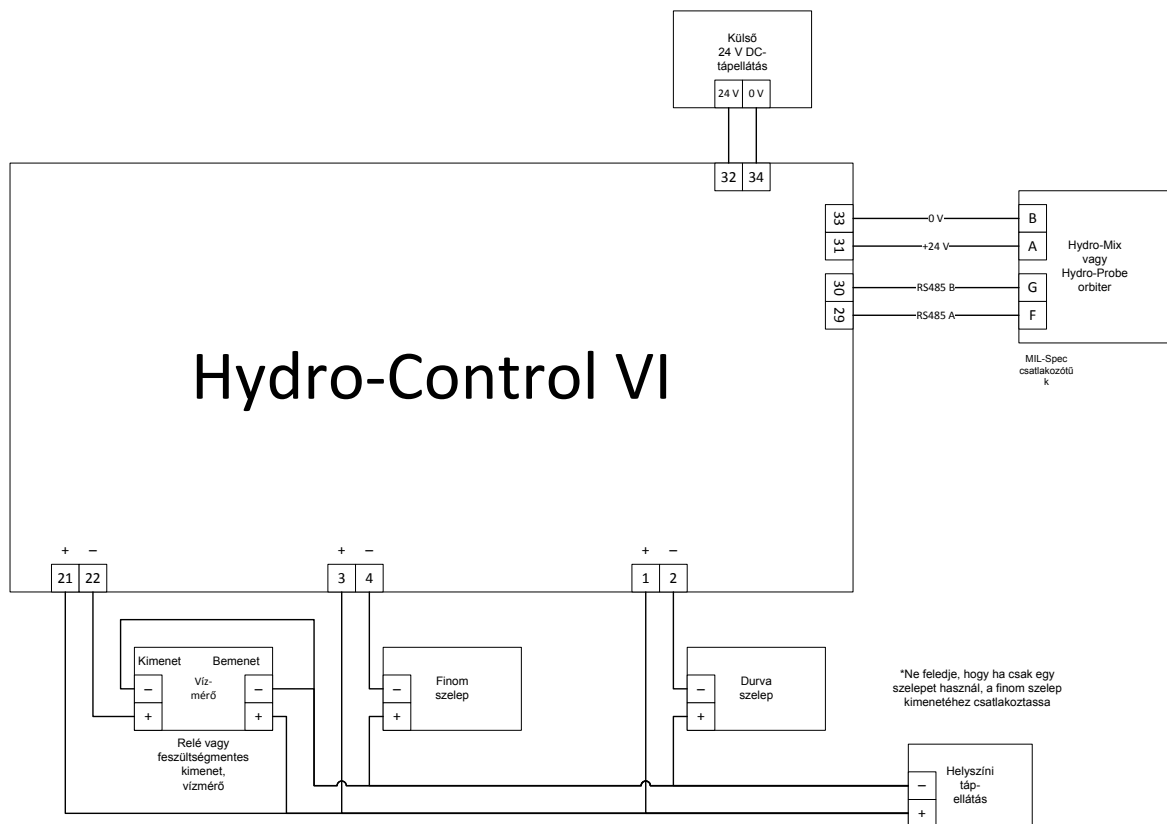 Külső
24 V DC-
tápellátás
24 V 0 V
32 34
33 0 V B
31 +24 V A
30 RS485 B G
29 RS485 A F
Hydro-Mix
vagy
Hydro-Probe
orbiter
MIL-Spec
csatlakozótű
k
Hydro-Control VI
+ – + – + –
21 22 3 4 1 2
Kimenet Bemenet
Víz-
mérő
– –
+ +
Relé vagy
feszültségmentes
kimenet,
vízmérő
–
+
Finom
szelep
–
+
Durva
szelep
*Ne feledje, hogy ha csak egy
szelepet használ, a finom szelep
kimenetéhez csatlakoztassa
–
+
Helyszíni
táp-
ellátás